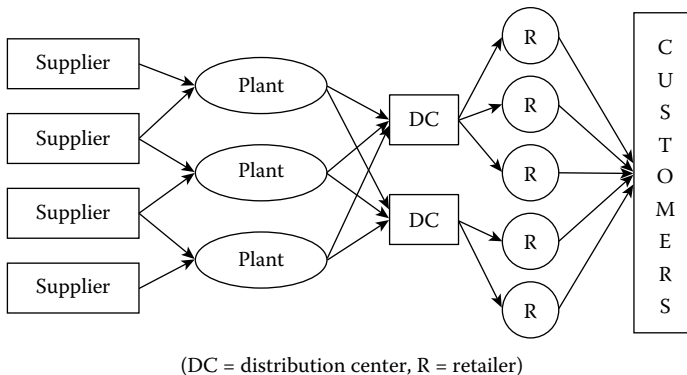 Supplier
Supplier
Supplier
Supplier
Plant
Plant
Plant
DC
DC
R
R
R
R
R
C
U
S
T
O
M
E
R
S
(DC = distribution center, R = retailer)